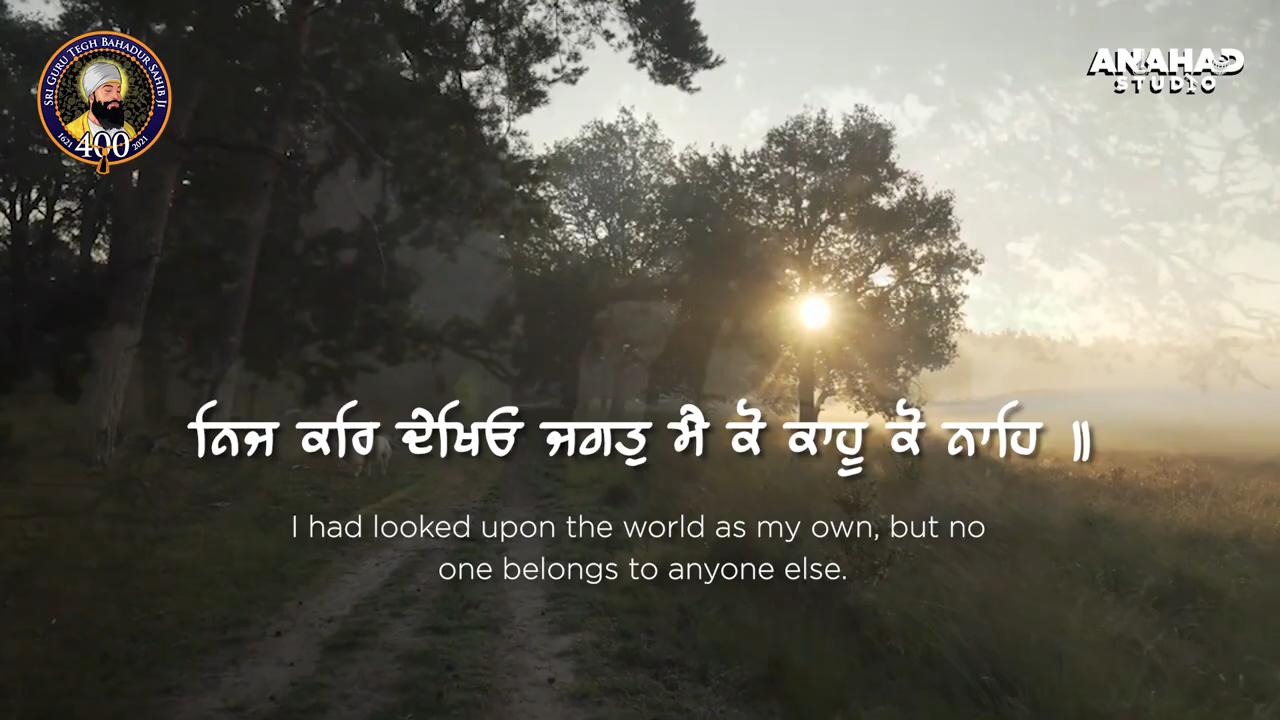 SRI GURU TEGH BAHADUR SAHIB JI
1621 400 2021
ANAHAD
STUDIO
ਨਿਜ ਕਰਿ ਦੇਖਿਓ ਜਗਤੁ ਮੈ ਕੋ ਕਾਹੂ ਕੋ ਨਾਹਿ ॥
I had looked upon the world as my own, but no
one belongs to anyone else.